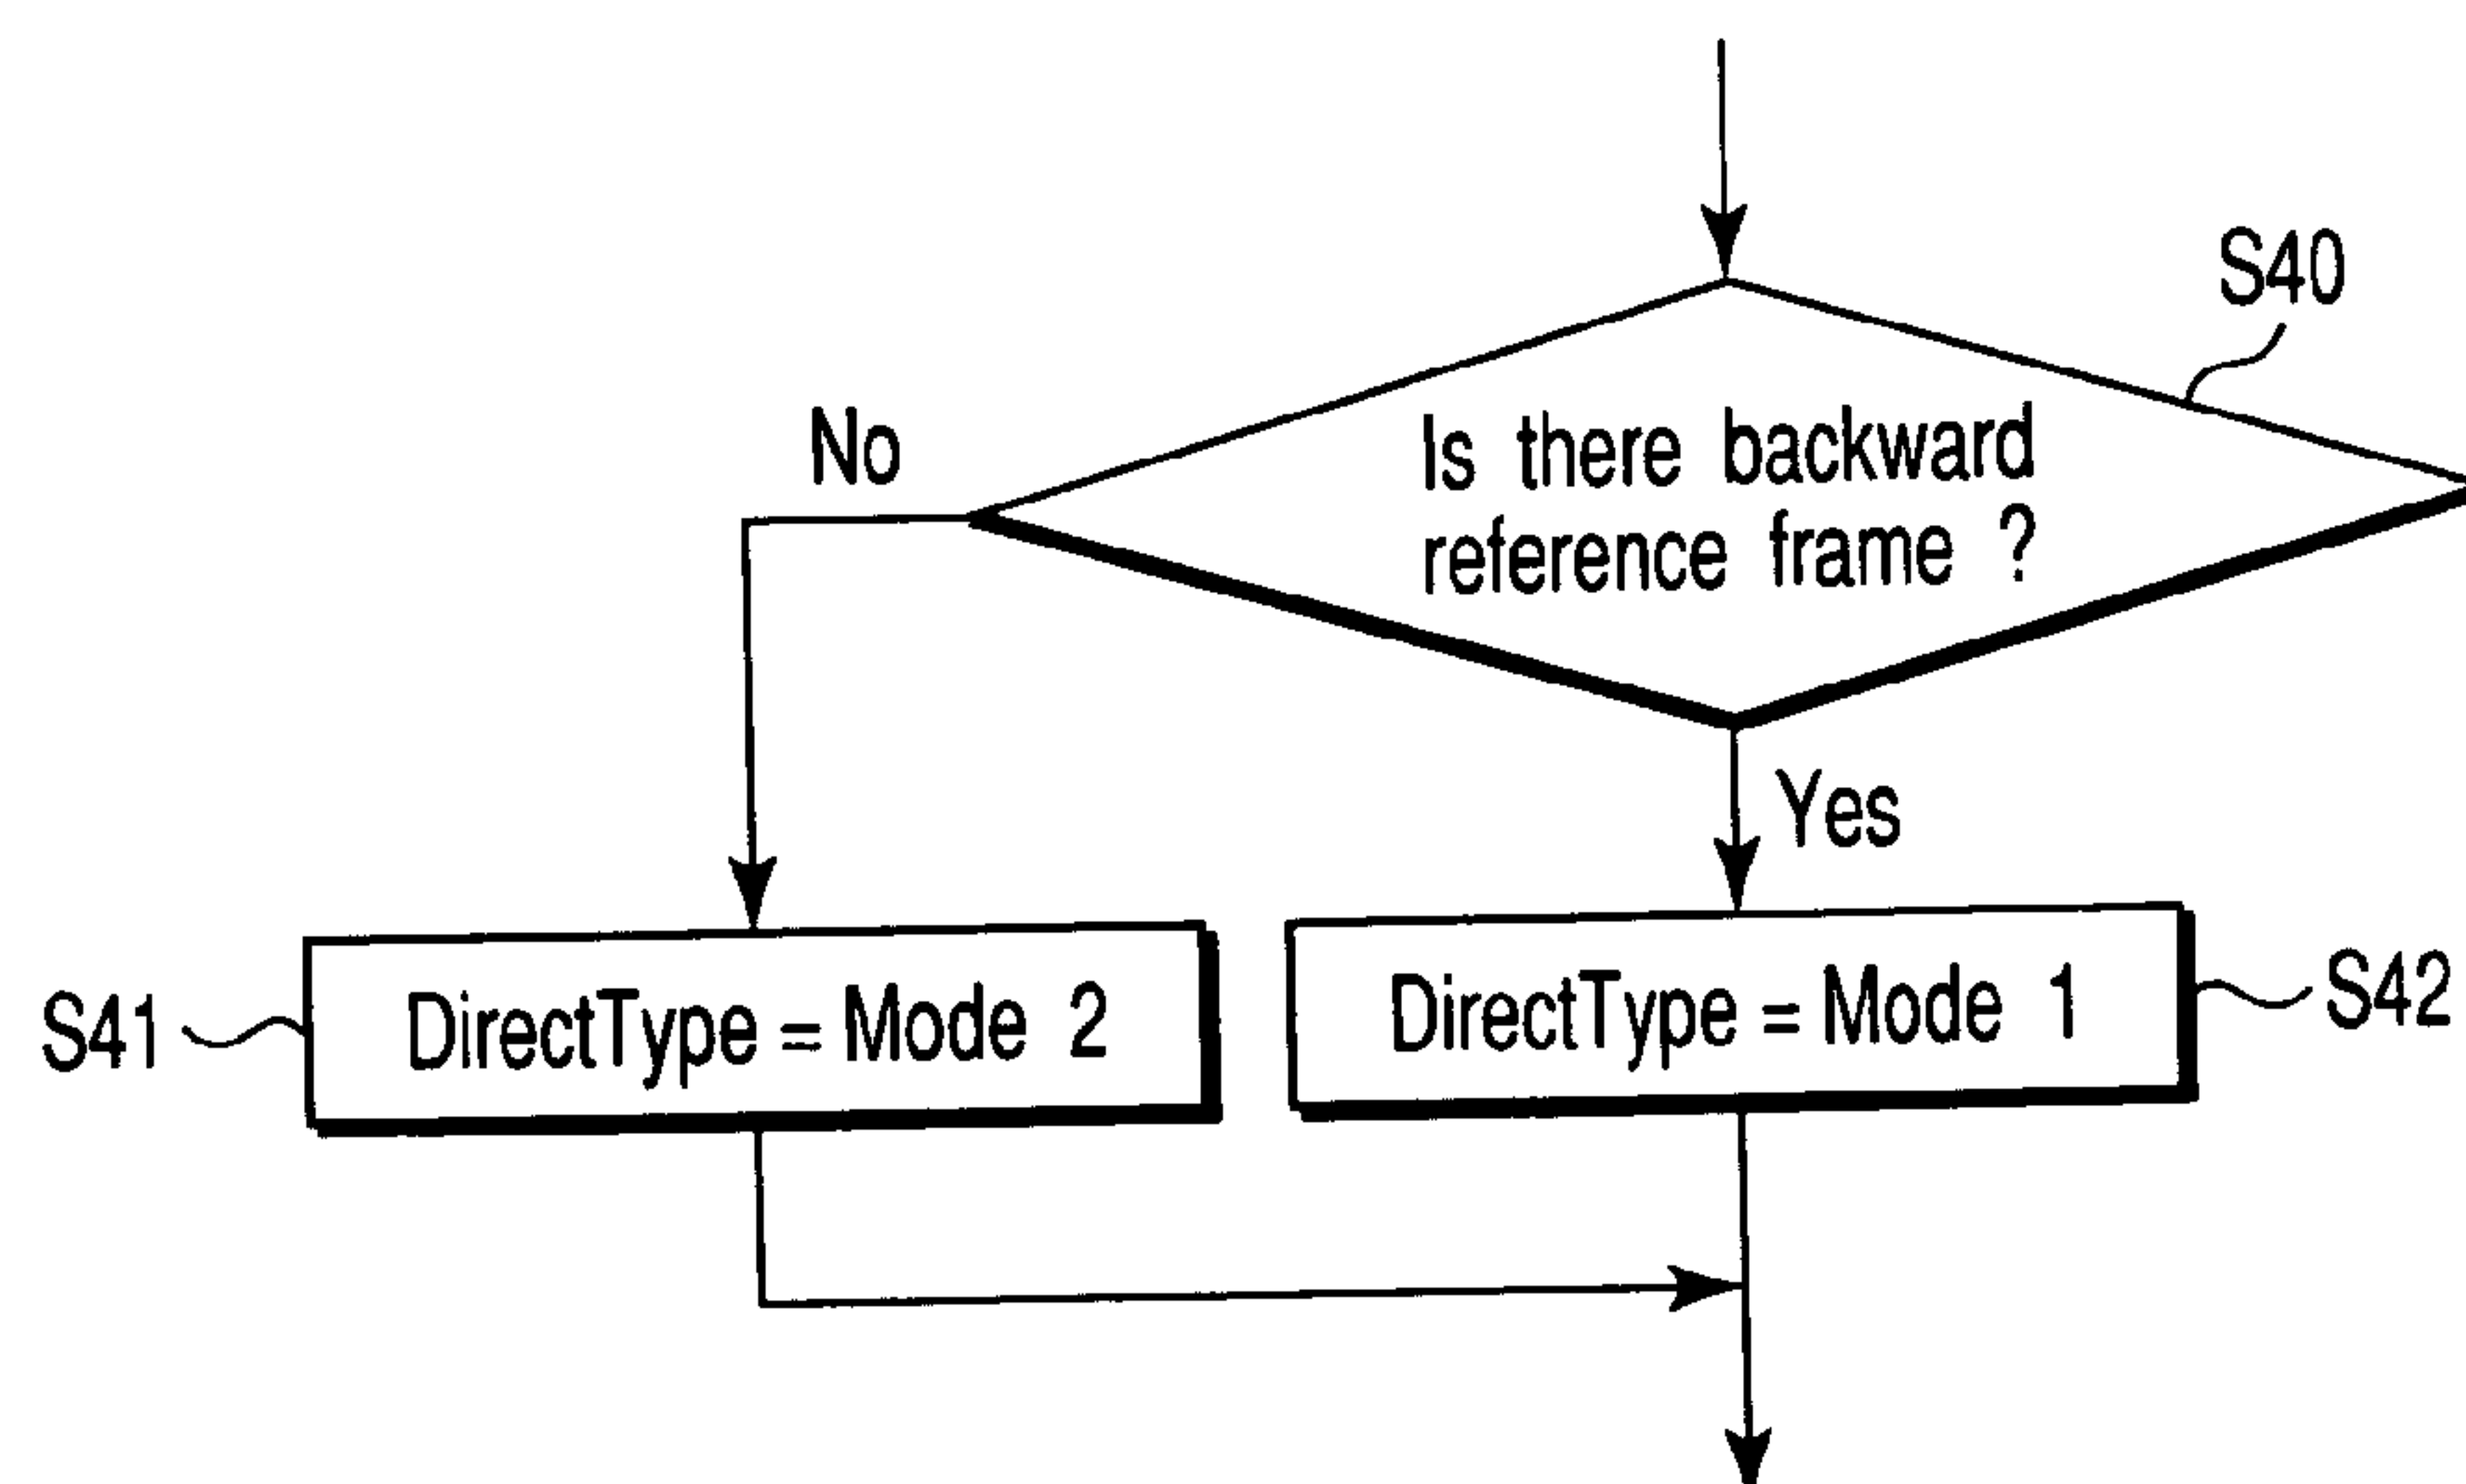 S40
No
Is there backward
reference frame ?
Yes
S41
DirectType = Mode 2
DirectType = Mode 1
S42